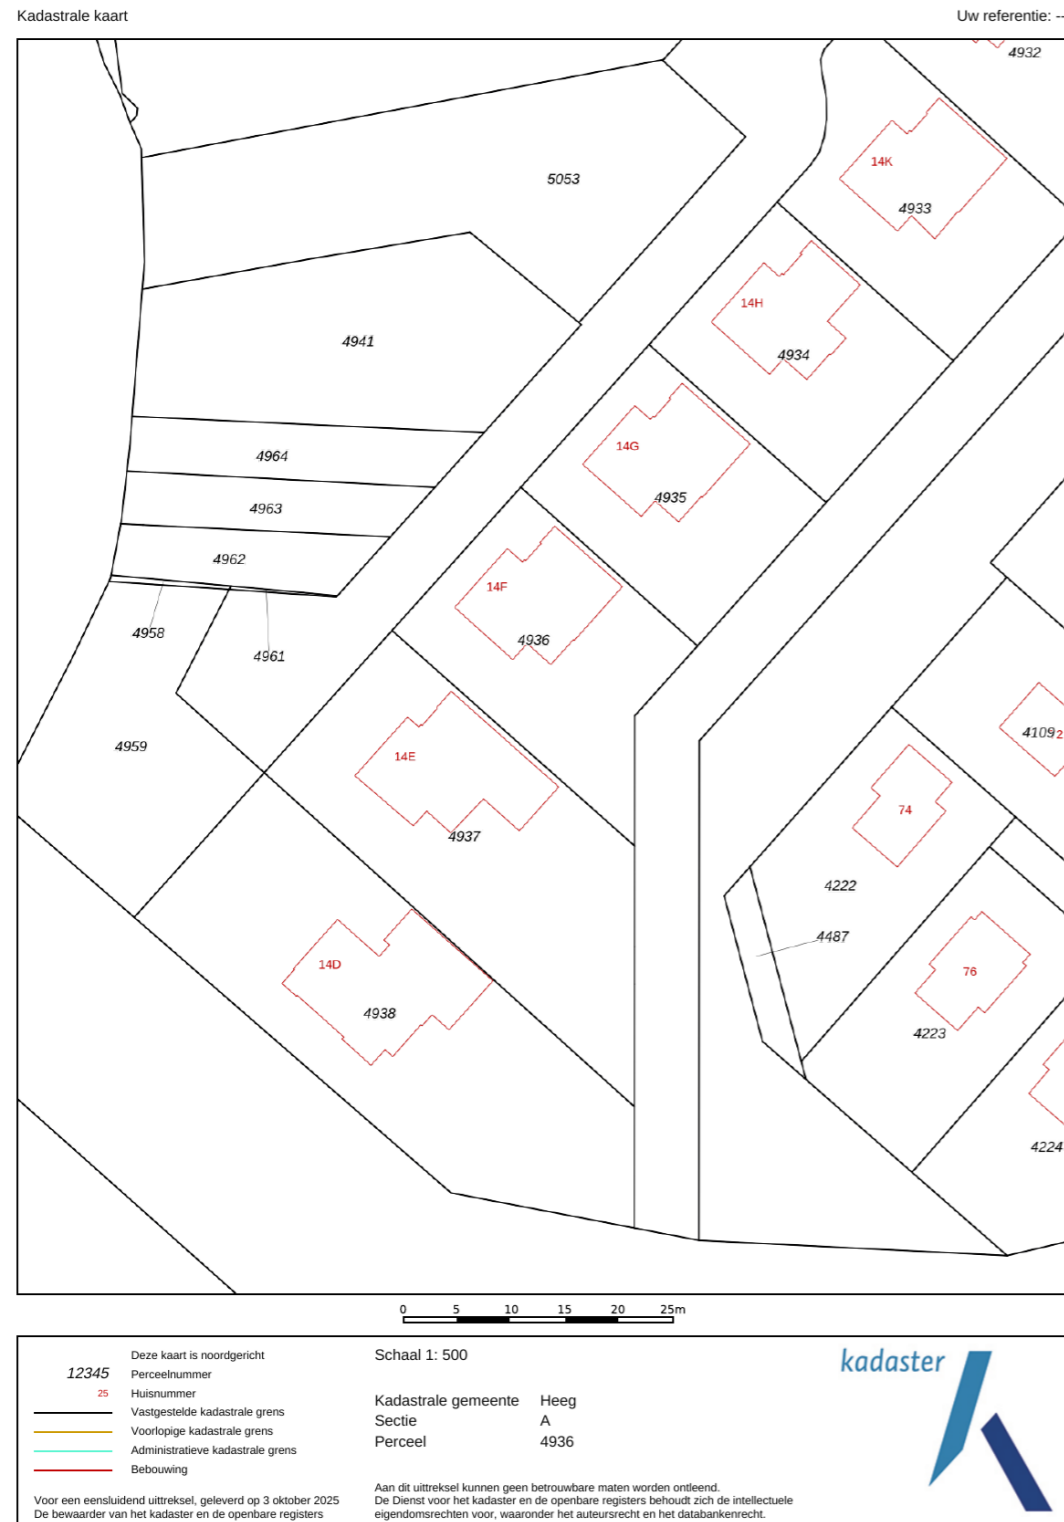 Kadastrale kaart
Uw referentie: --
4932
14K
5053
4933
14H
4941
4934
14G
4964
4935
4963
4962
14F
4958
4936
4961
4959
14E
4109
2
74
4937
4222
4487
14D
76
4938
4223
4224
0 5 10 15 20 25m
Deze kaart is noordgericht
12345 Perceelnummer
25 Huisnummer
Vastgestelde kadastrale grens
Voorlopige kadastrale grens
Administratieve kadastrale grens
Bebouwing
Voor een eensluidend uittreksel, geleverd op 3 oktober 2025
De bewaarder van het kadaster en de openbare registers
Schaal 1: 500
Kadastrale gemeente Heeg
Sectie A
Perceel 4936
Aan dit uittreksel kunnen geen betrouwbare maten worden ontleend.
De Dienst voor het kadaster en de openbare registers behoudt zich de intellectuele
eigendomsrechten voor, waaronder het auteursrecht en het databankenrecht.
kadaster